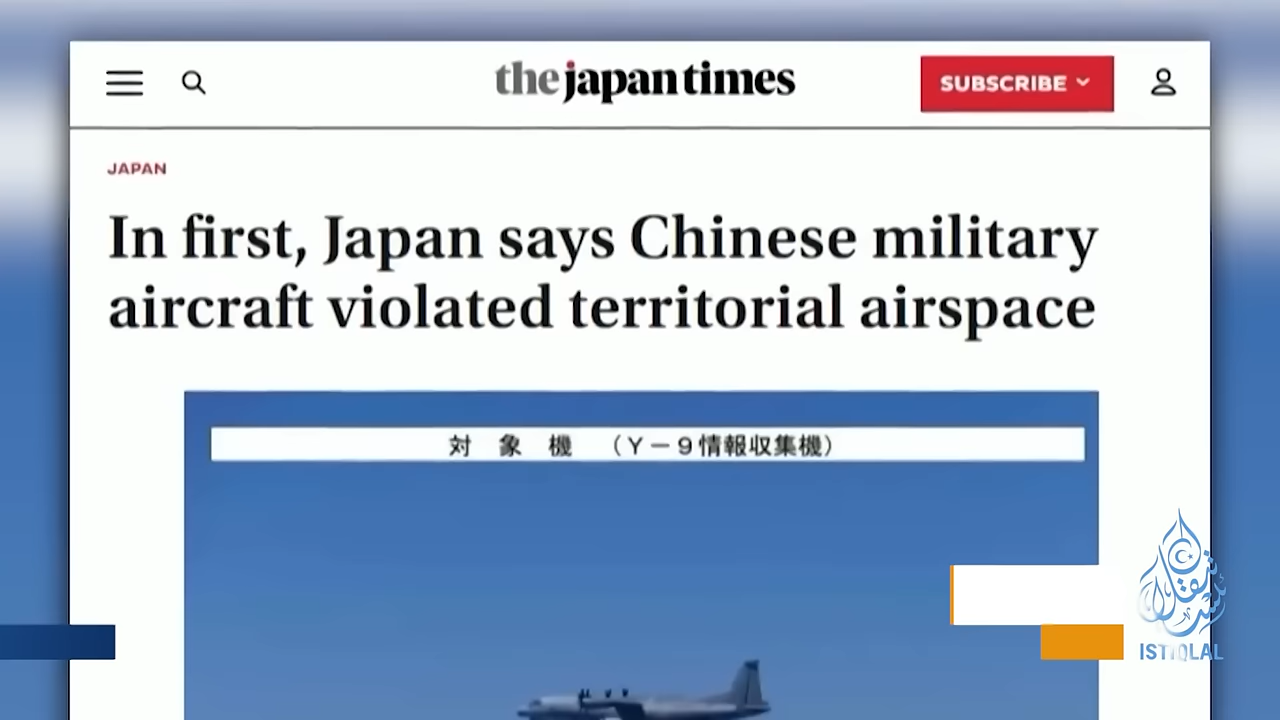 the japan times
SUBSCRIBE
JAPAN
In first, Japan says Chinese military
aircraft violated territorial airspace
対 象 機 （Ｙ－９情報収集機）
ISTIQLAL